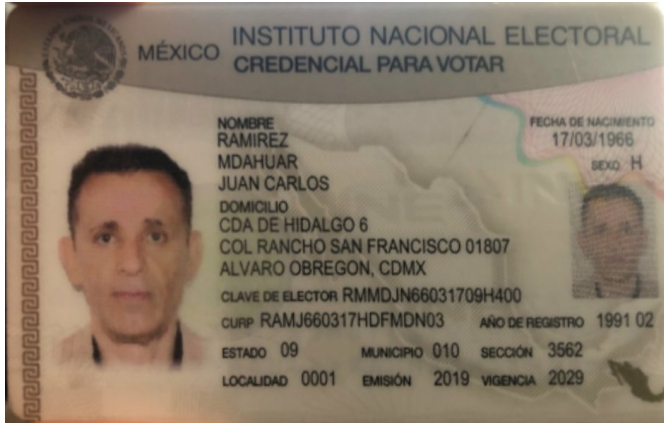 MÉXICO
INSTITUTO NACIONAL ELECTORAL
CREDENCIAL PARA VOTAR
NOMBRE
RAMIREZ
MDAHUAR
JUAN CARLOS
FECHA DE NACIMIENTO
17/03/1966
SEXO H
DOMICILIO
CDA DE HIDALGO 6
COL RANCHO SAN FRANCISCO 01807
ALVARO OBREGON, CDMX
CLAVE DE ELECTOR RMMDJN66031709H400
CURP RAMJ660317HDFMDN03 AÑO DE REGISTRO 1991 02
ESTADO 09 MUNICIPIO 010 SECCIÓN 3562
LOCALIDAD 0001 EMISIÓN 2019 VIGENCIA 2029